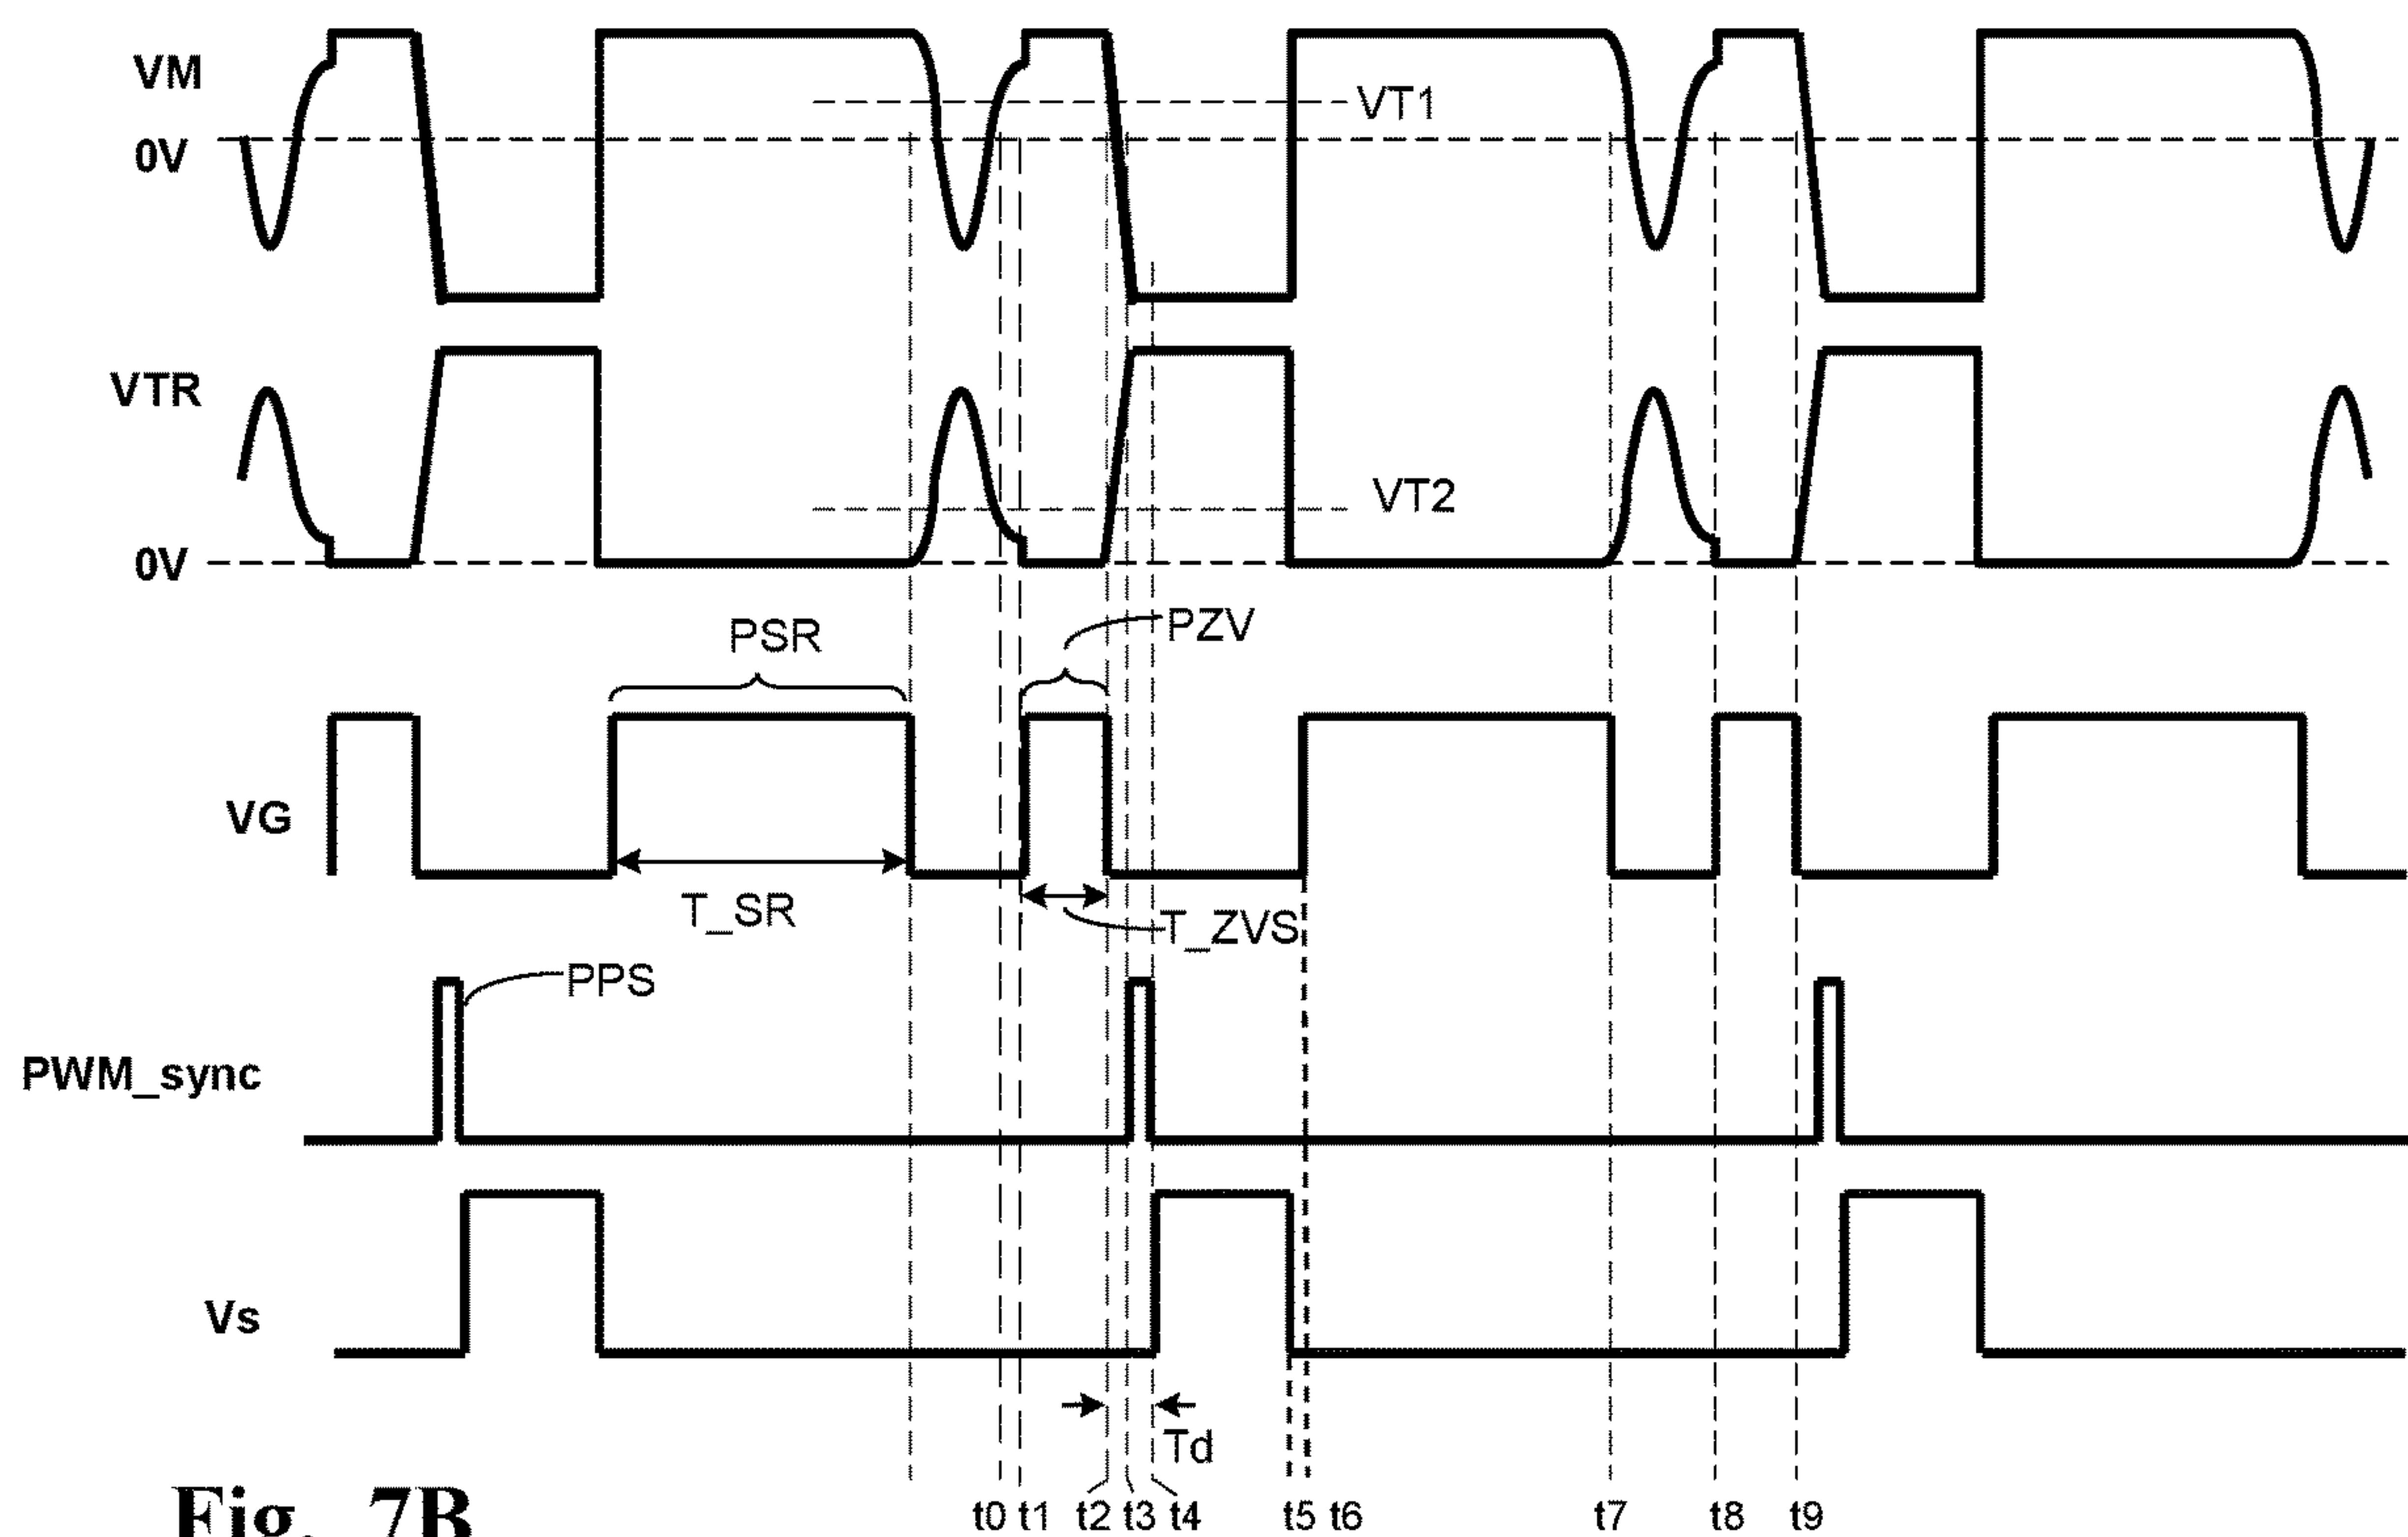 VM
VT1
0V
VTR
VT2
0V
PSR
PZV
VG
T_SR
T_ZVS
PPS
PWM_sync
Vs
Td
t0 t1 t2 t3 t4 t5 t6 t7 t8 t9
Fig. 7B